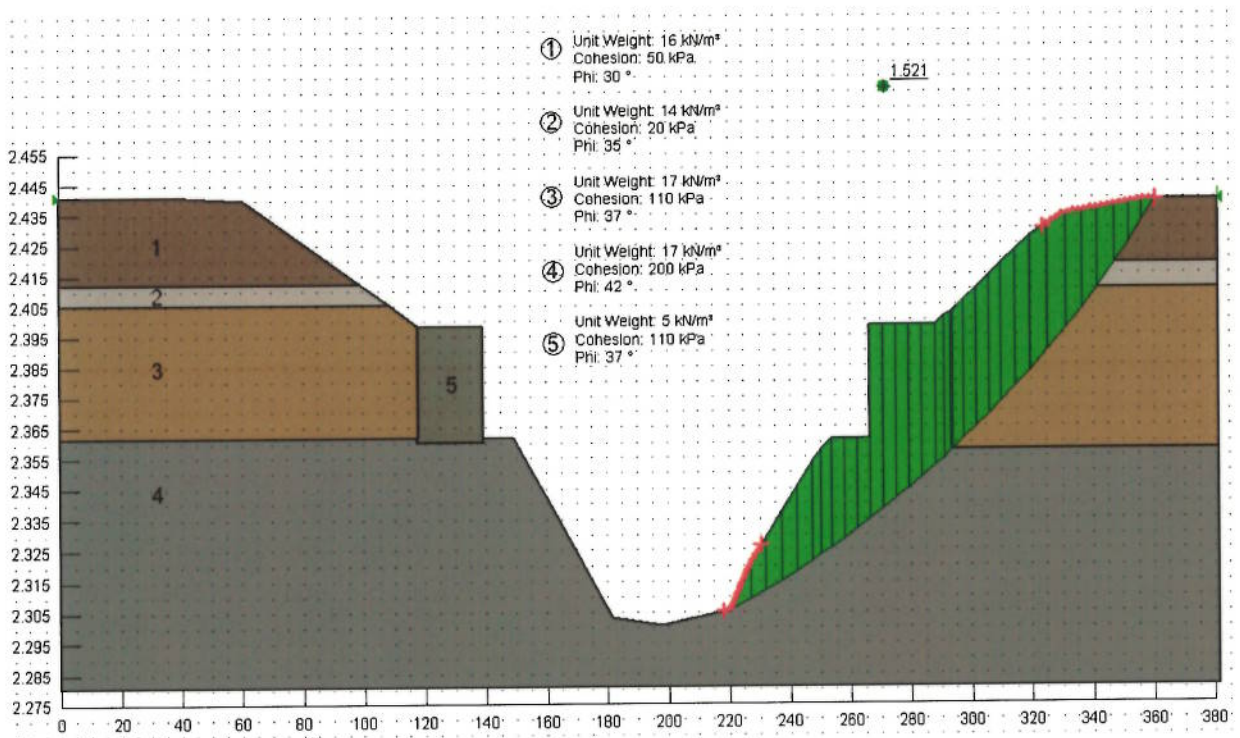 ① Unit Weight: 16 kN/m³
Cohesion: 50 kPa
Phi: 30 °
② Unit Weight: 14 kN/m³
Cohesion: 20 kPa
Phi: 35 °
③ Unit Weight: 17 kN/m³
Cohesion: 110 kPa
Phi: 37 °
④ Unit Weight: 17 kN/m³
Cohesion: 200 kPa
Phi: 42 °
⑤ Unit Weight: 5 kN/m³
Cohesion: 110 kPa
Phi: 37 °
1.521
2.455
2.445
2.435
2.425
2.415
2.405
2.395
2.385
2.375
2.365
2.355
2.345
2.335
2.325
2.315
2.305
2.295
2.285
2.275
1
2
3
5
4
0 20 40 60 80 100 120 140 160 180 200 220 240 260 280 300 320 340 360 380